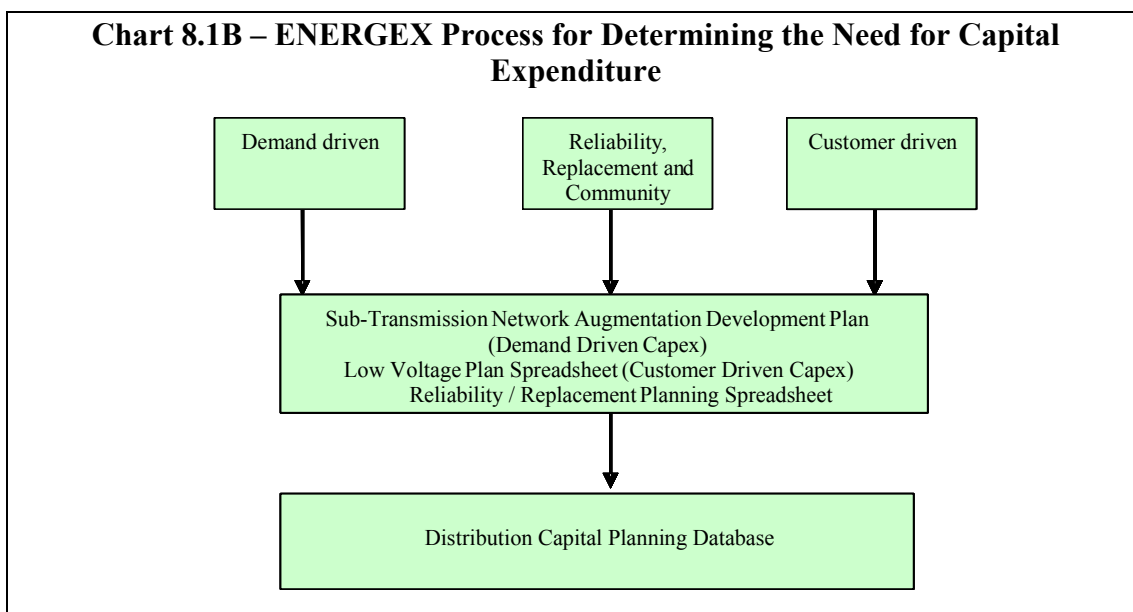 Chart 8.1B – ENERGEX Process for Determining the Need for Capital
Expenditure
Demand driven
Reliability,
Replacement and
Community
Customer driven
Sub-Transmission Network Augmentation Development Plan
(Demand Driven Capex)
Low Voltage Plan Spreadsheet (Customer Driven Capex)
Reliability / Replacement Planning Spreadsheet
Distribution Capital Planning Database